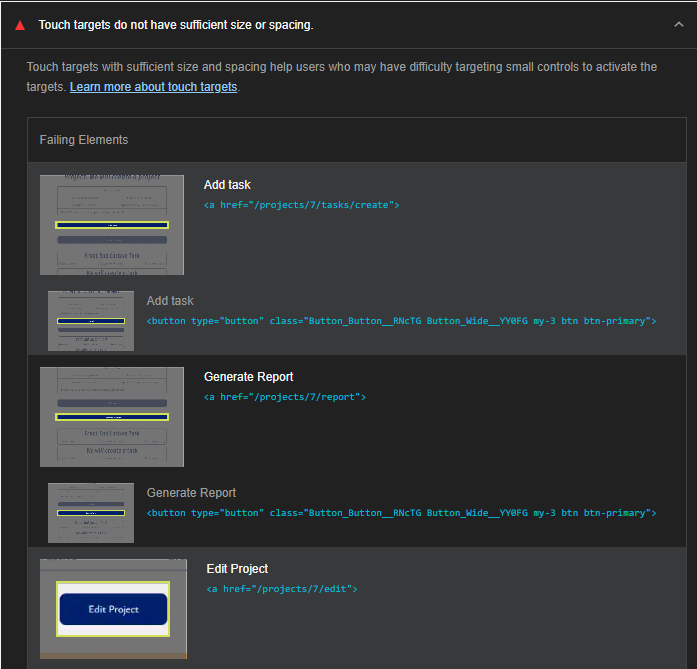 Touch targets do not have sufficient size or spacing.
Touch targets with sufficient size and spacing help users who may have difficulty targeting small controls to activate the
targets. Learn more about touch targets.
Failing Elements
Add task
<a href="/projects/7/tasks/create">
Add task
<button type="button" class="Button_Button__RNcTG Button_Wide__YY0FG my-3 btn btn-primary">
Generate Report
<a href="/projects/7/report">
Generate Report
<button type="button" class="Button_Button__RNcTG Button_Wide__YY0FG my-3 btn btn-primary">
Edit Project
<a href="/projects/7/edit">
Edit Project